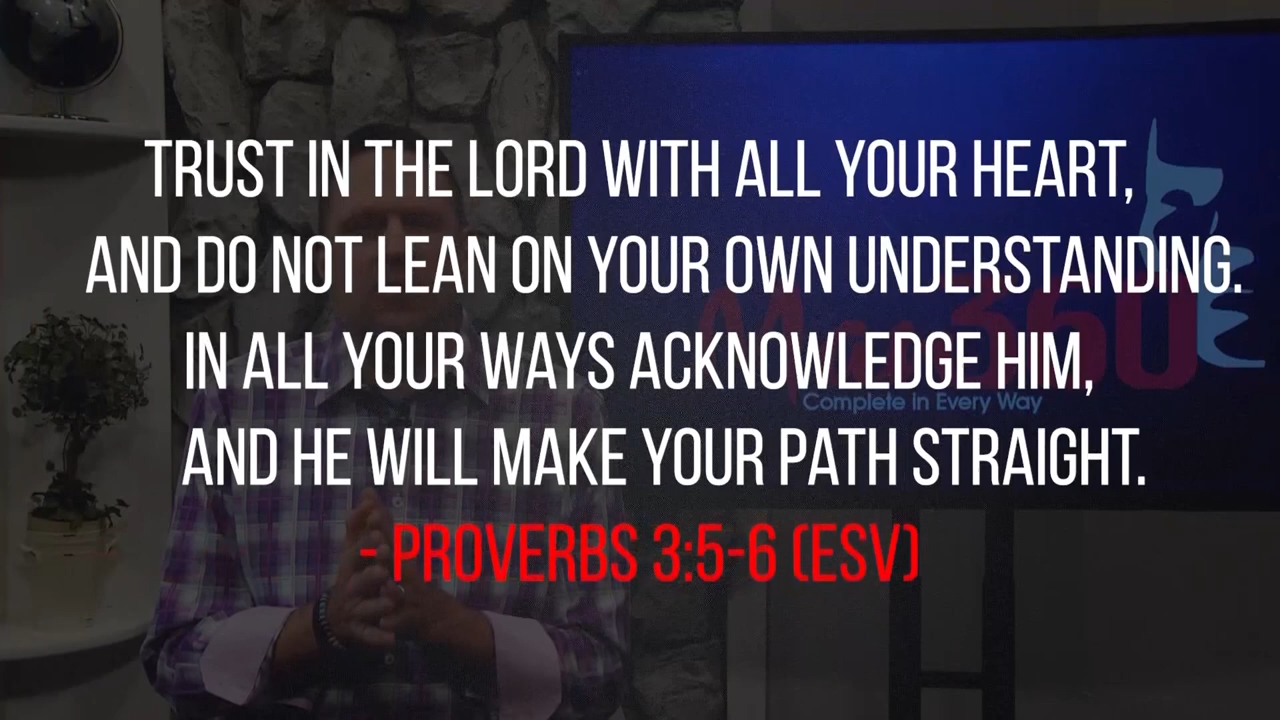 TRUST IN THE LORD WITH ALL YOUR HEART,
AND DO NOT LEAN ON YOUR OWN UNDERSTANDING.
IN ALL YOUR WAYS ACKNOWLEDGE HIM,
AND HE WILL MAKE YOUR PATH STRAIGHT.
- PROVERBS 3:5-6 (ESV)
Men360
Complete in Every Way